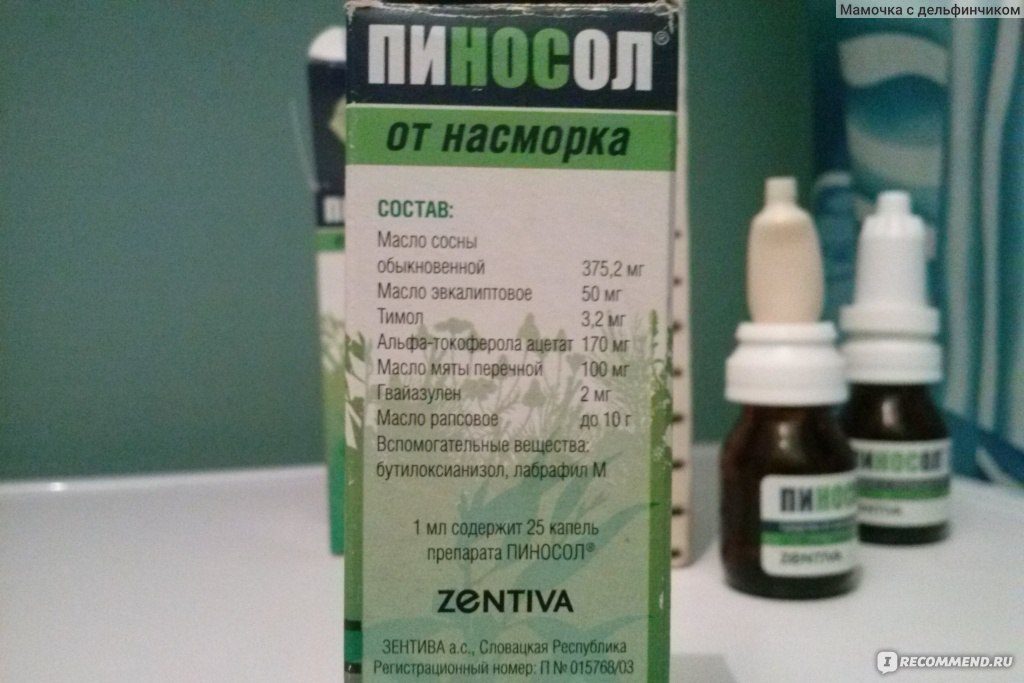 Мамочка с дельфинчиком
ПИНОСОЛ®
от насморка
СОСТАВ:
Масло сосны
обыкновенной 375,2 мг
Масло эвкалиптовое 50 мг
Тимол 3,2 мг
Альфа-токоферола ацетат 170 мг
Масло мяты перечной 100 мг
Гвайазулен 2 мг
Масло рапсовое до 10 г
Вспомогательные вещества:
бутилоксианизол, лабрафил М
1 мл содержит 25 капель
препарата ПИНОСОЛ®
ZENTIVA
ЗЕНТИВА а.с., Словацкая Республика
Регистрационный номер: П № 015768/03
ПИНОСОЛ
ZENTIVA
ПИНОСОЛ
ZENTIVA
I RECOMMEND.RU